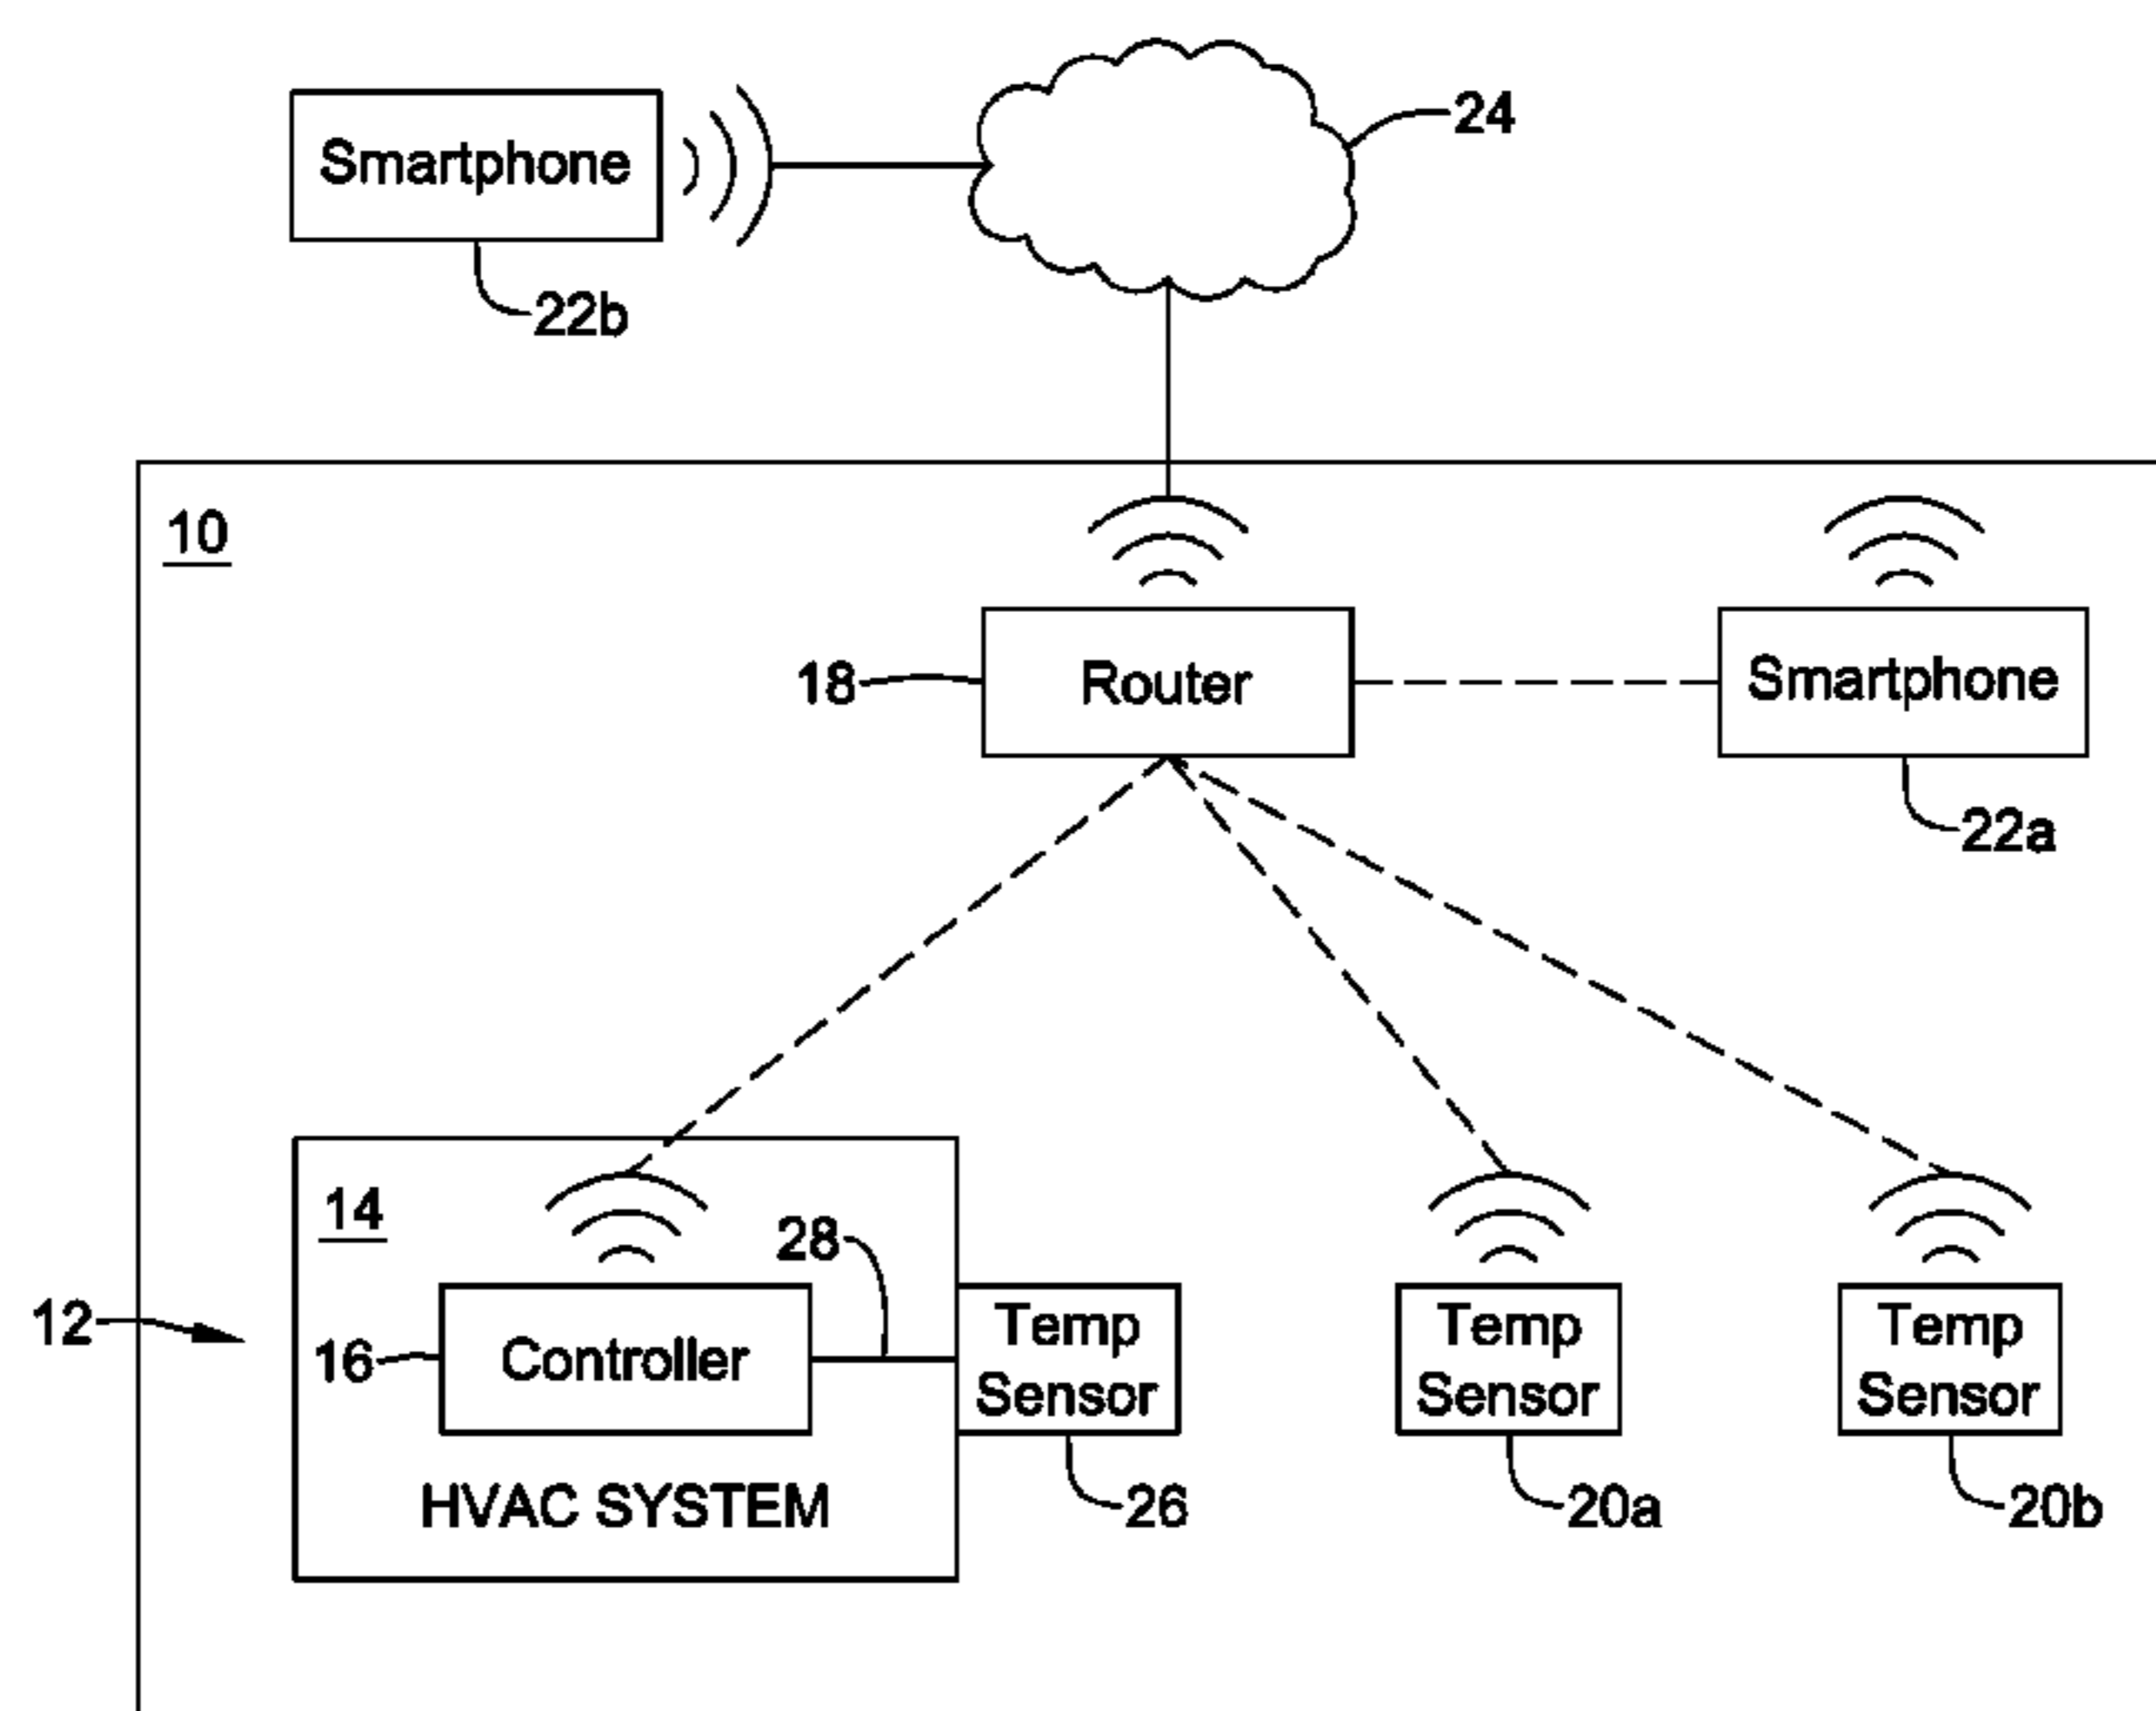 24
Smartphone
22b
10
18
Router
Smartphone
22a
14
28
12
16
Controller
Temp
Sensor
Temp
Sensor
Temp
Sensor
HVAC SYSTEM
26
20a
20b